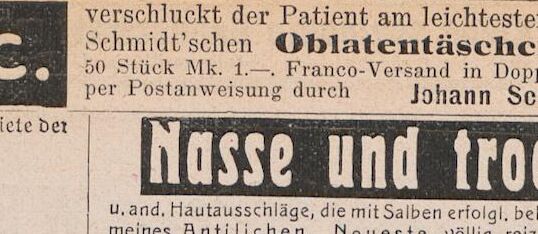 c.
verschluckt der Patient am leichtesten
Schmidt'schen Oblatentäschc
50 Stück Mk. 1.—. Franco-Versand in Dopp
per Postanweisung durch Johann Sc
iete der
Nasse und troc
u. and. Hautausschläge, die mit Salben erfolgl. bel
meines Antilichen. Neueste völlig reiz